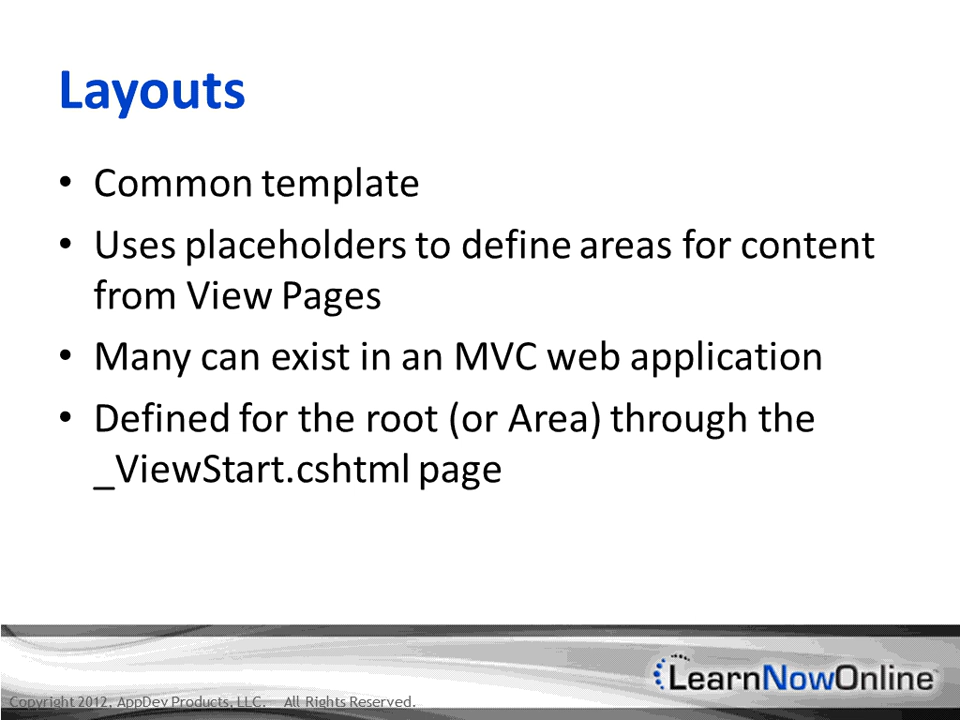 Layouts
• Common template
• Uses placeholders to define areas for content
from View Pages
• Many can exist in an MVC web application
• Defined for the root (or Area) through the
_ViewStart.cshtml page
LearnNowOnline
Copyright 2012, AppDev Products, LLC. All Rights Reserved.